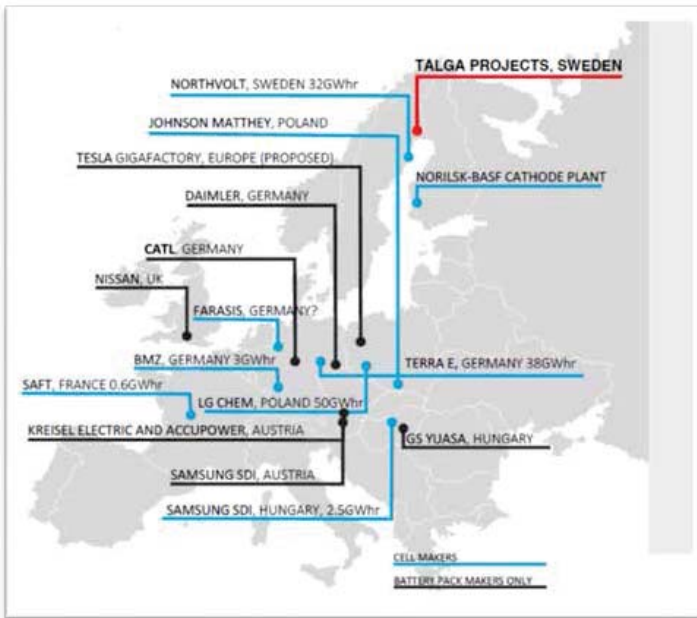 TALGA PROJECTS, SWEDEN
NORTHVOLT, SWEDEN 32GWhr
JOHNSON MATTHEY, POLAND
TESLA GIGAFACTORY, EUROPE (PROPOSED)
NORILSK-BASF CATHODE PLANT
DAIMLER, GERMANY
CATL, GERMANY
NISSAN, UK
FARASIS, GERMANY?
BMZ, GERMANY 3GWhr
TERRA E, GERMANY 38GWhr
SAFT, FRANCE 0.6GWhr
LG CHEM, POLAND 50GWhr
KREISEL ELECTRIC AND ACCUPOWER, AUSTRIA
GS YUASA, HUNGARY
SAMSUNG SDI, AUSTRIA
SAMSUNG SDI, HUNGARY, 2.5GWhr
CELL MAKERS
BATTERY PACK MAKERS ONLY